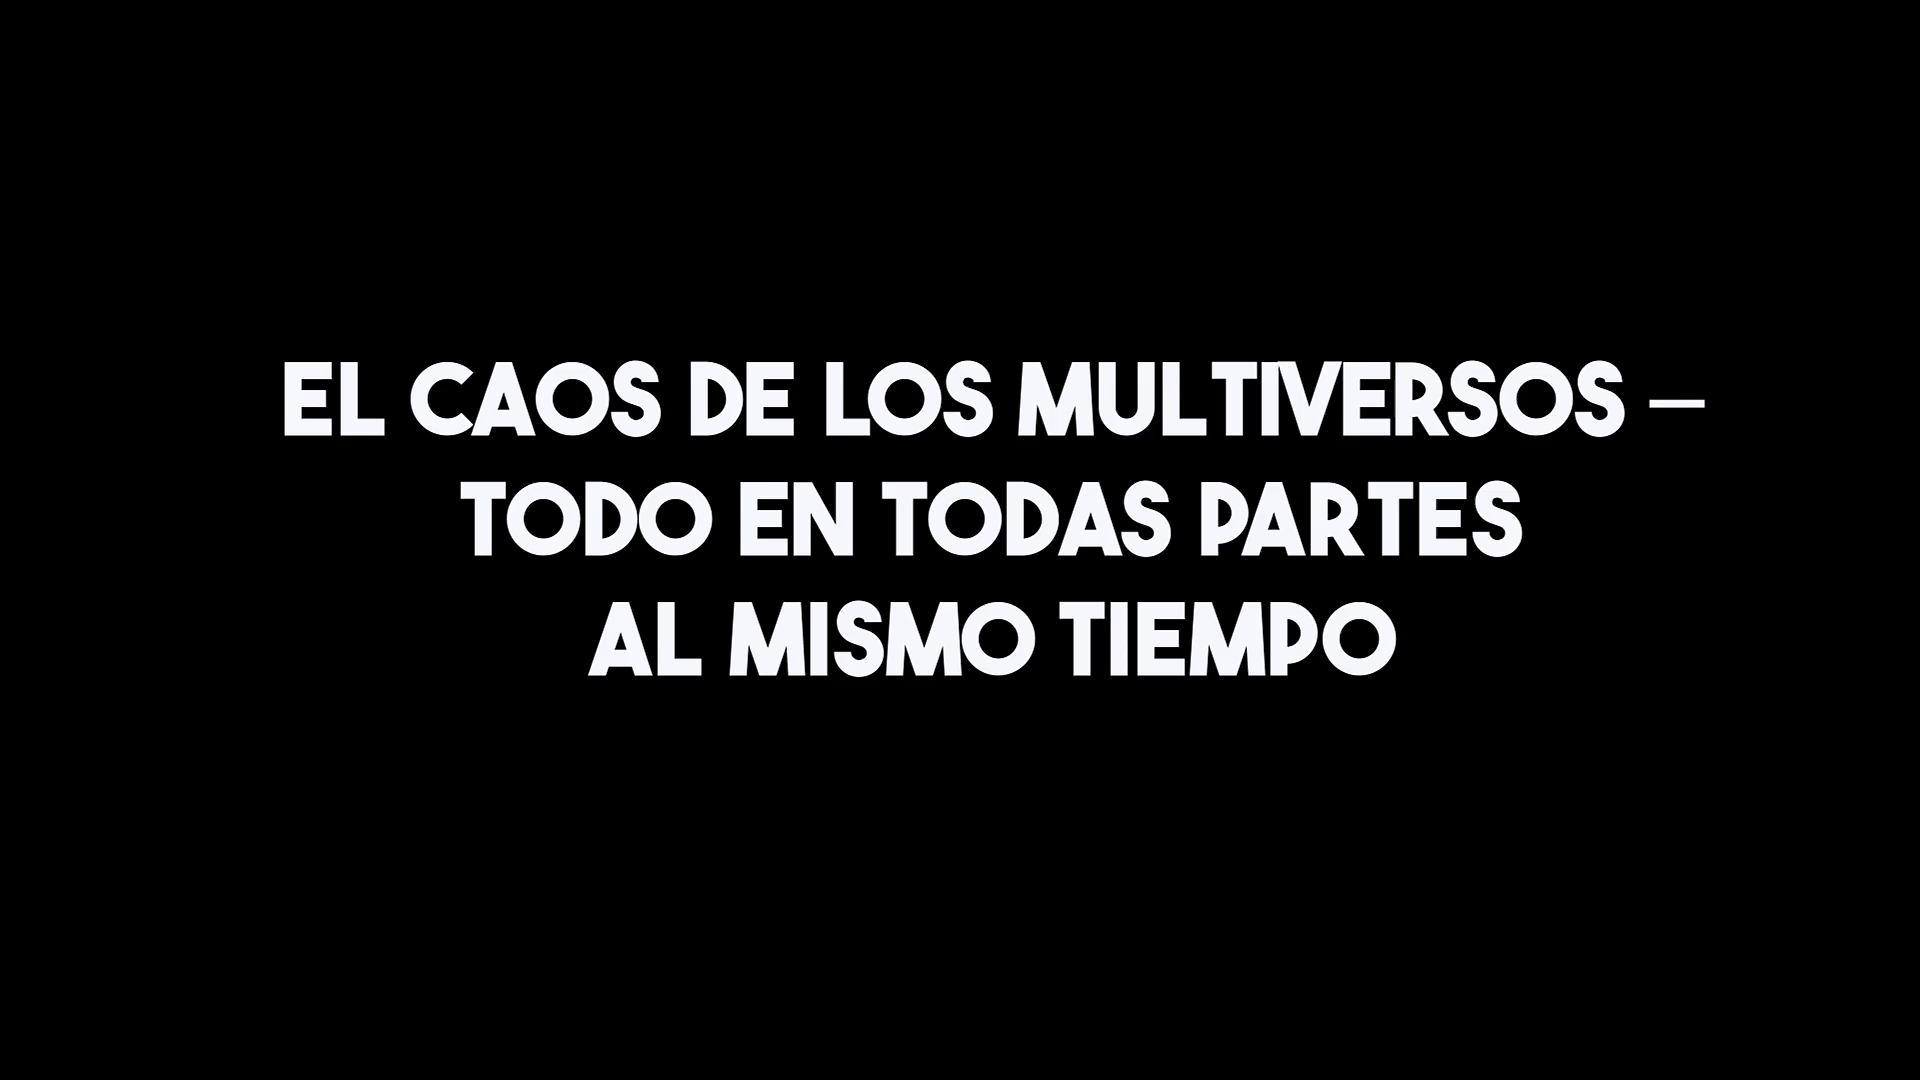 EL CAOS DE LOS MULTIVERSOS –
TODO EN TODAS PARTES
AL MISMO TIEMPO